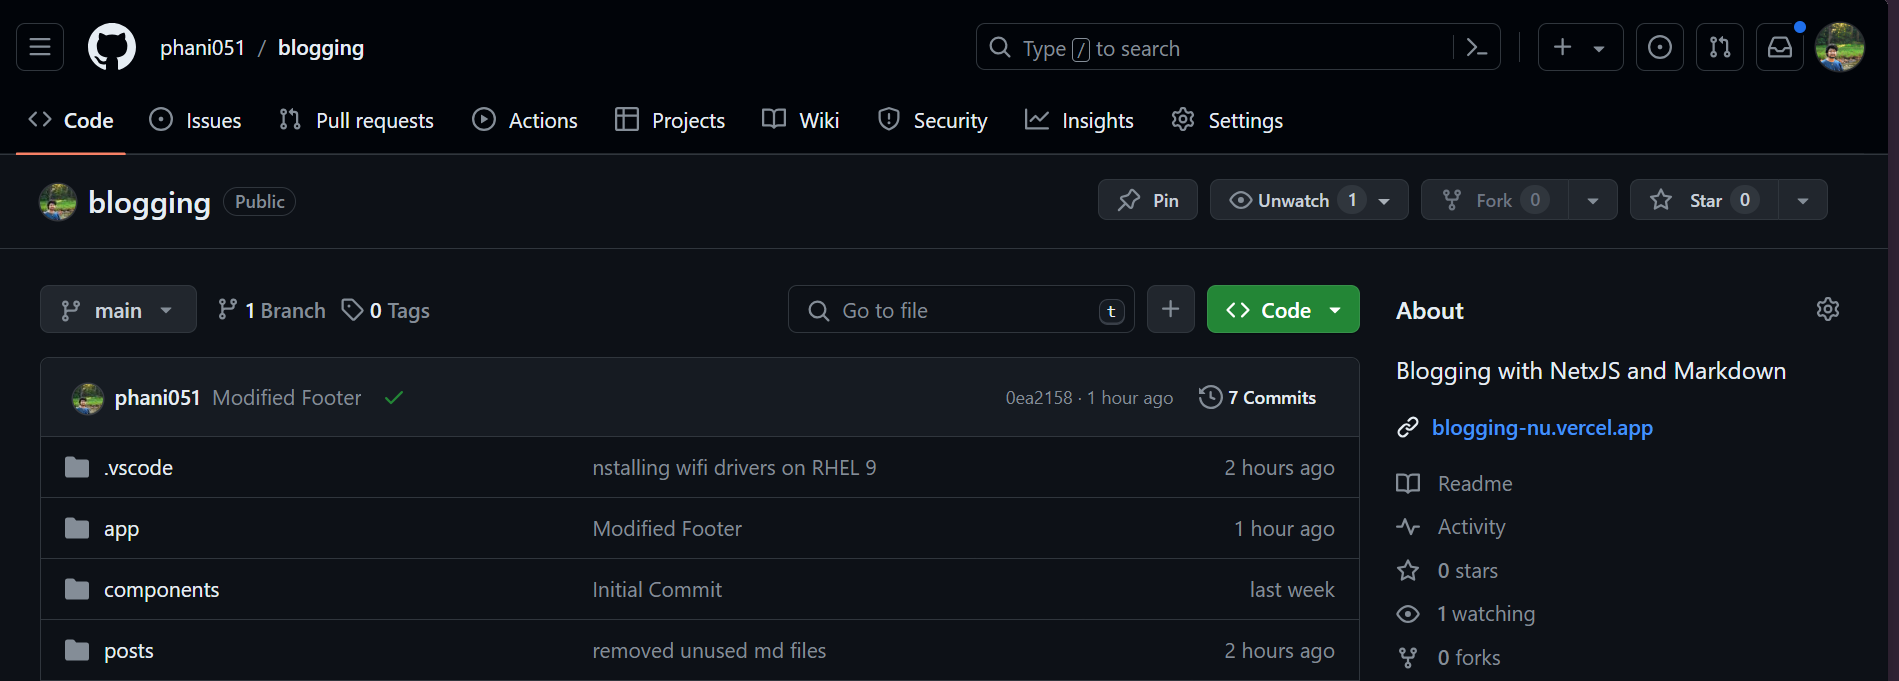 phani051 / blogging
Type / to search
Code Issues Pull requests Actions Projects Wiki Security Insights Settings
blogging Public
Pin Unwatch 1 Fork 0 Star 0
main 1 Branch 0 Tags Go to file t Code
phani051 Modified Footer 0ea2158 · 1 hour ago 7 Commits
.vscode nstalling wifi drivers on RHEL 9 2 hours ago
app Modified Footer 1 hour ago
components Initial Commit last week
posts removed unused md files 2 hours ago
About
Blogging with NetxJS and Markdown
blogging-nu.vercel.app
Readme
Activity
0 stars
1 watching
0 forks